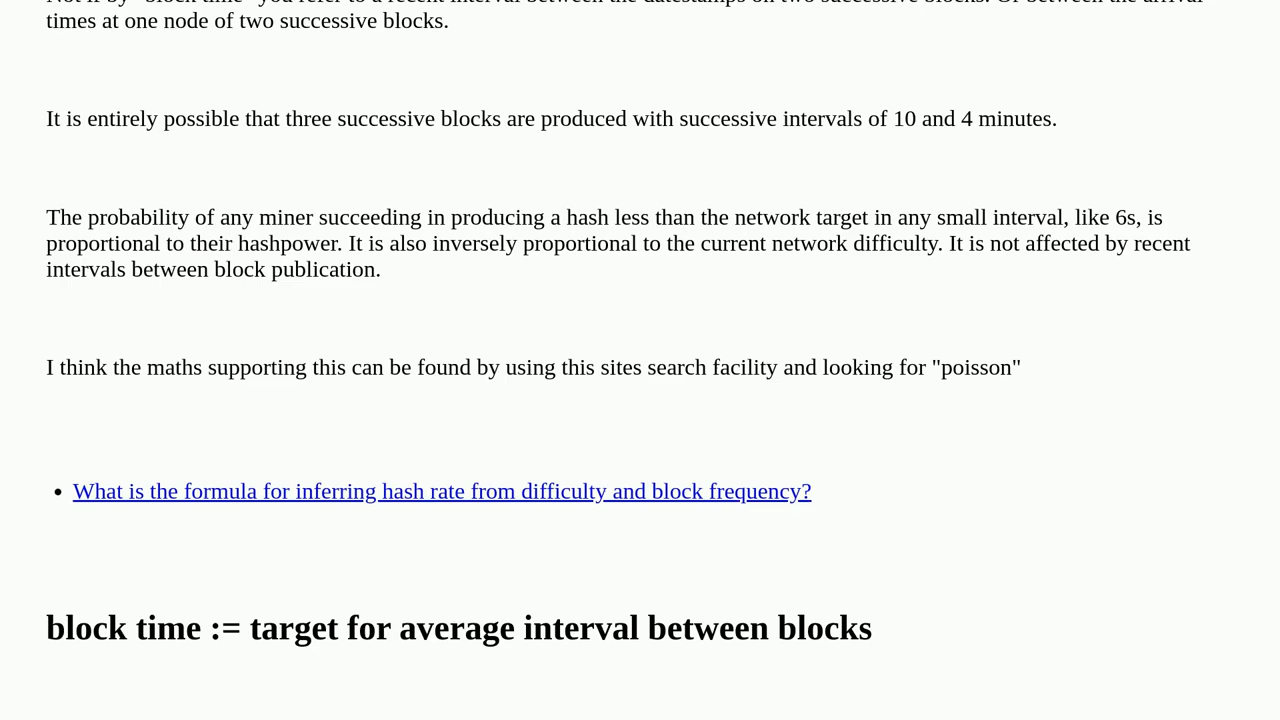 times at one node of two successive blocks.
It is entirely possible that three successive blocks are produced with successive intervals of 10 and 4 minutes.
The probability of any miner succeeding in producing a hash less than the network target in any small interval, like 6s, is
proportional to their hashpower. It is also inversely proportional to the current network difficulty. It is not affected by recent
intervals between block publication.
I think the maths supporting this can be found by using this sites search facility and looking for "poisson"
What is the formula for inferring hash rate from difficulty and block frequency?
block time := target for average interval between blocks